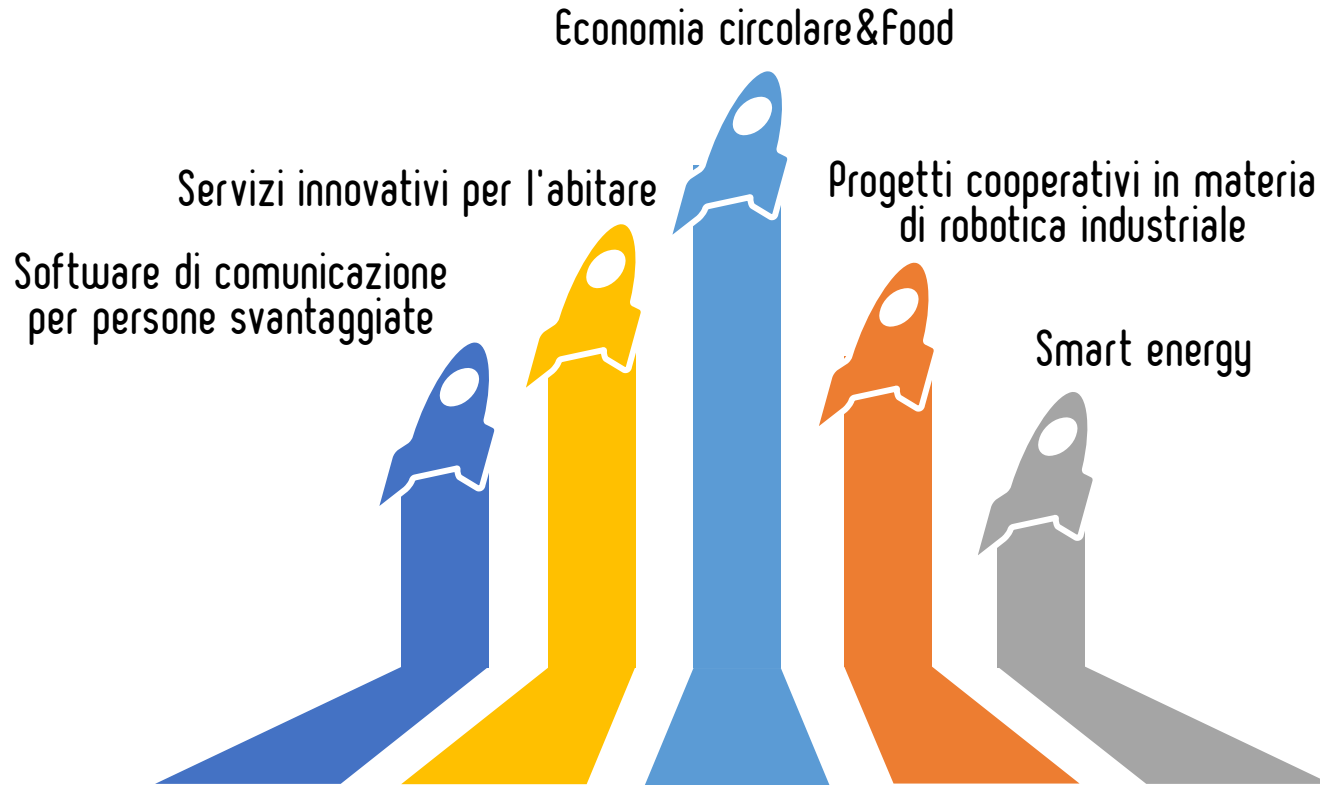 Economia circolare&Food
Servizi innovativi per l'abitare
Progetti cooperativi in materia
di robotica industriale
Software di comunicazione
per persone svantaggiate
Smart energy